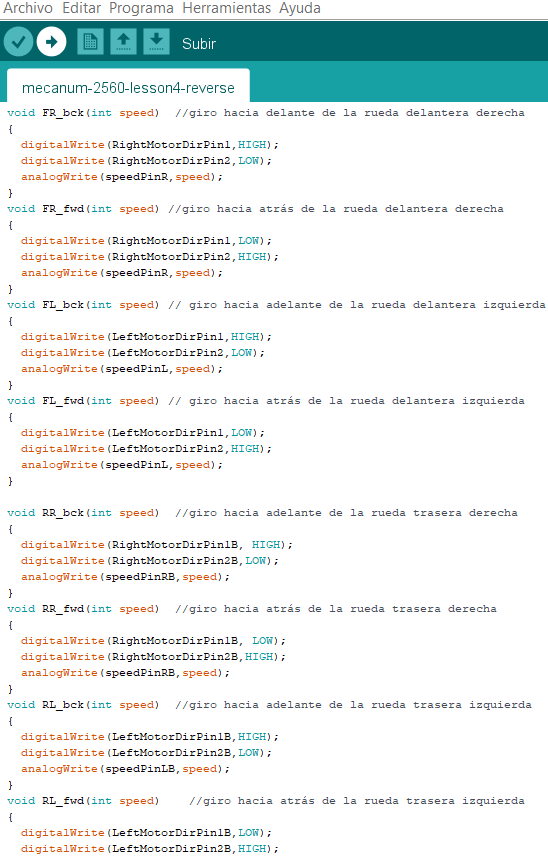 Archivo Editar Programa Herramientas Ayuda
Subir
mecanum-2560-lesson4-reverse
void FR_bck(int speed)  //giro hacia delante de la rueda delantera derecha
{
  digitalWrite(RightMotorDirPin1,HIGH);
  digitalWrite(RightMotorDirPin2,LOW);
  analogWrite(speedPinR,speed);
}
void FR_fwd(int speed) //giro hacia atrás de la rueda delantera derecha
{
  digitalWrite(RightMotorDirPin1,LOW);
  digitalWrite(RightMotorDirPin2,HIGH);
  analogWrite(speedPinR,speed);
}
void FL_bck(int speed) // giro hacia adelante de la rueda delantera izquierda
{
  digitalWrite(LeftMotorDirPin1,HIGH);
  digitalWrite(LeftMotorDirPin2,LOW);
  analogWrite(speedPinL,speed);
}
void FL_fwd(int speed) // giro hacia atrás de la rueda delantera izquierda
{
  digitalWrite(LeftMotorDirPin1,LOW);
  digitalWrite(LeftMotorDirPin2,HIGH);
  analogWrite(speedPinL,speed);
}

void RR_bck(int speed)  //giro hacia adelante de la rueda trasera derecha
{
  digitalWrite(RightMotorDirPin1B, HIGH);
  digitalWrite(RightMotorDirPin2B,LOW);
  analogWrite(speedPinRB,speed);
}
void RR_fwd(int speed)  //giro hacia atrás de la rueda trasera derecha
{
  digitalWrite(RightMotorDirPin1B, LOW);
  digitalWrite(RightMotorDirPin2B,HIGH);
  analogWrite(speedPinRB,speed);
}
void RL_bck(int speed)  //giro hacia adelante de la rueda trasera izquierda
{
  digitalWrite(LeftMotorDirPin1B,HIGH);
  digitalWrite(LeftMotorDirPin2B,LOW);
  analogWrite(speedPinLB,speed);
}
void RL_fwd(int speed)    //giro hacia atrás de la rueda trasera izquierda
{
  digitalWrite(LeftMotorDirPin1B,LOW);
  digitalWrite(LeftMotorDirPin2B,HIGH);